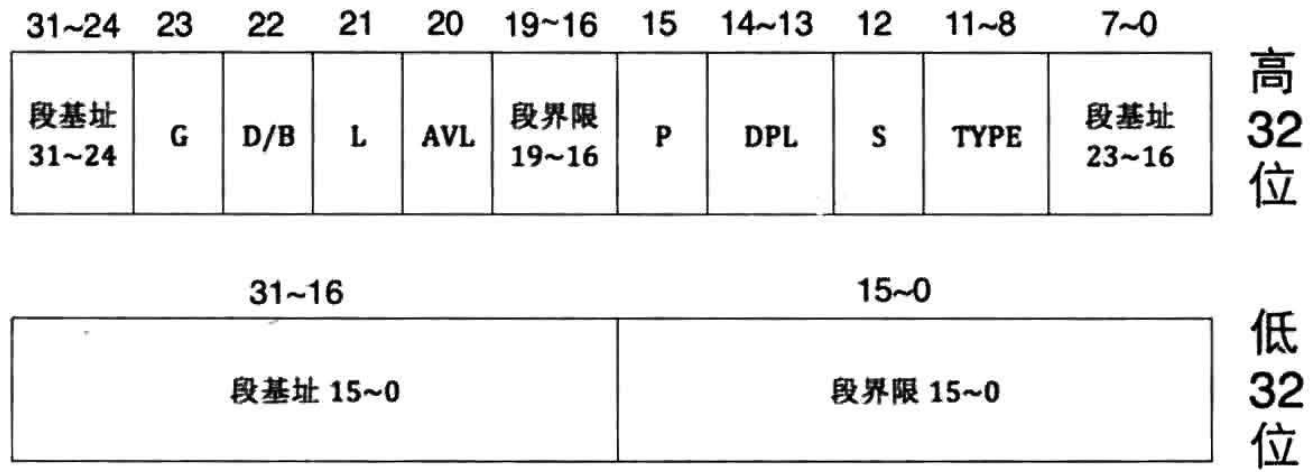 31~24 23 22 21 20 19~16 15 14~13 12 11~8 7~0
段基址 31~24 G D/B L AVL 段界限 19~16 P DPL S TYPE 段基址 23~16
高32位
31~16 15~0
段基址 15~0 段界限 15~0
低32位